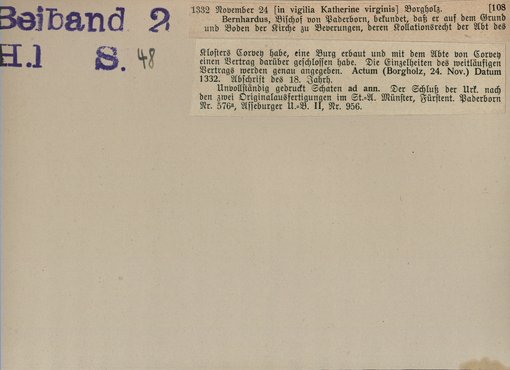 Beiband 2
H.1 S. 48
1332 November 24 [in vigilia Katherine virginis] Borgholz. [108
Bernhardus, Bischof von Paderborn, bekundet, daß er auf dem Grund
und Boden der Kirche zu Beverungen, deren Kollationsrecht der Abt des
Klosters Corvey habe, eine Burg erbaut und mit dem Abte von Corvey
einen Vertrag darüber geschlossen habe. Die Einzelheiten des weitläufigen
Vertrags werden genau angegeben. Actum (Borgholz, 24. Nov.) Datum
1332. Abschrift des 18. Jahrh.
Unvollständig gedruckt Schaten ad ann. Der Schluß der Urk. nach
den zwei Originalausfertigungen im St.-A. Münster, Fürstent. Paderborn
Nr. 576a, Asseburger U.-B. II, Nr. 956.